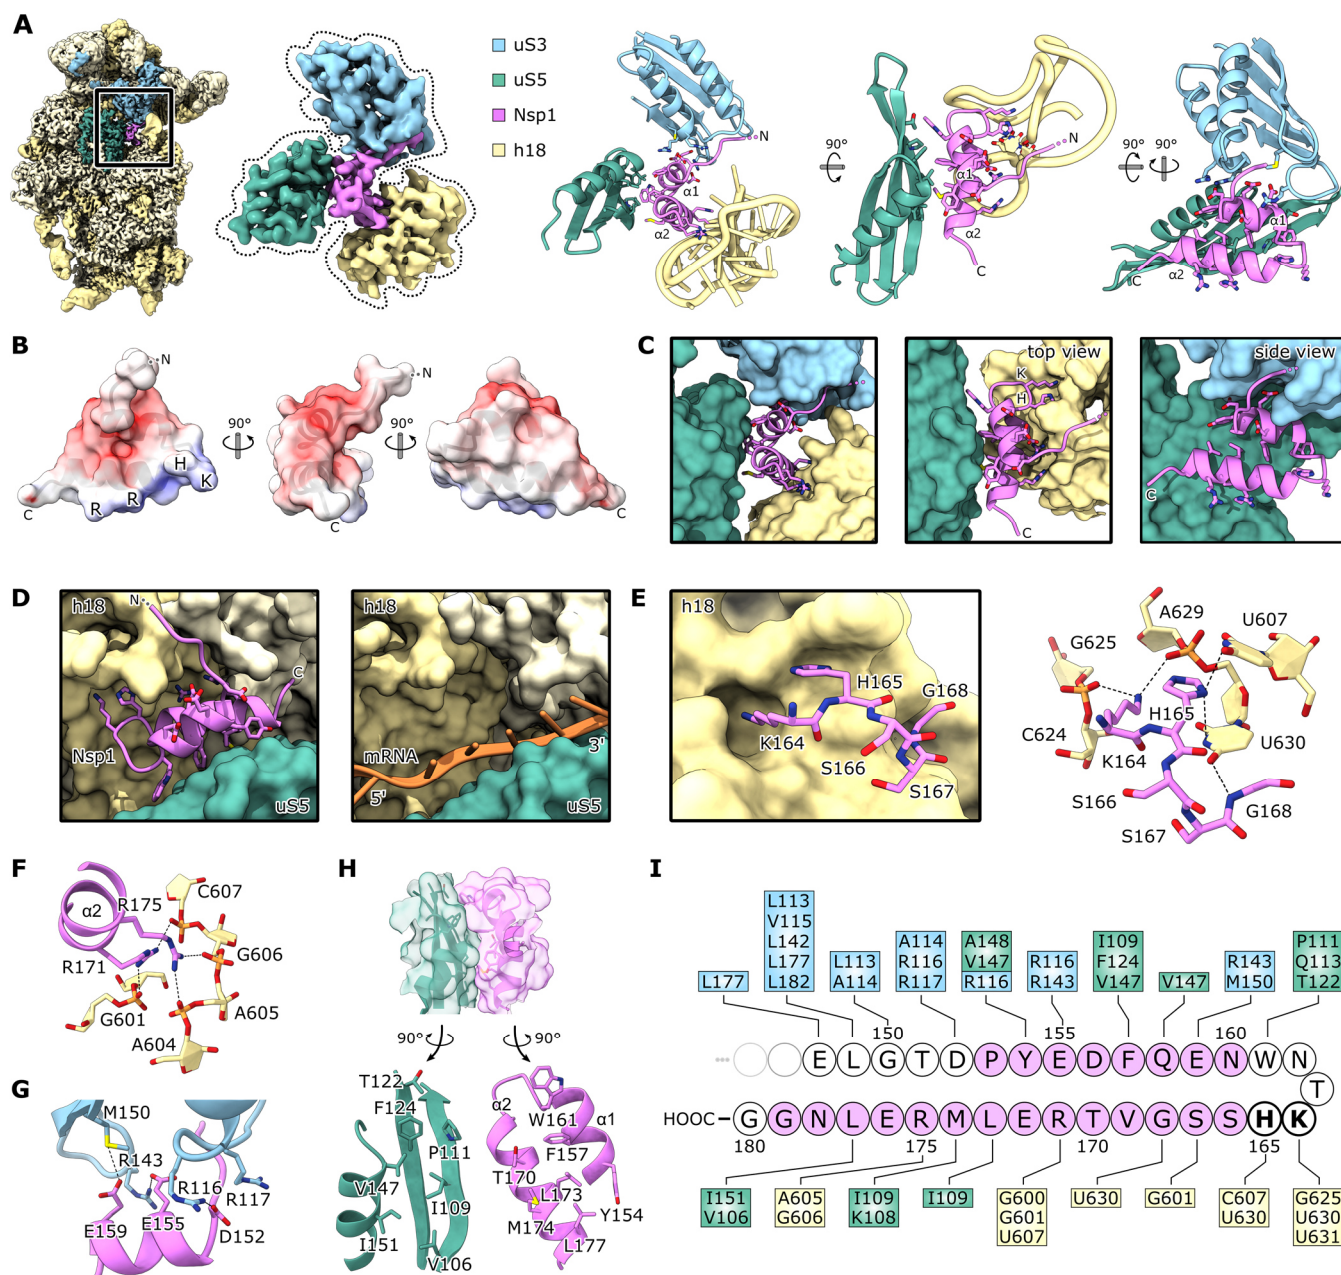 A
uS3
uS5
Nsp1
h18
N
α1
α2
90°
N
α1
α2
C
90° 90°
α1
α2
C
B
N
H
K
R
R
C
90°
N
C
90°
C
C
top view
K
H
C
side view
C
D
h18
N
C
Nsp1
uS5
h18
mRNA
3'
5'
uS5
E
h18
H165
G168
K164
S166
S167
A629
U607
G625
H165
C624
K164
U630
S166
G168
S167
F
C607
α2
R175
G606
R171
A605
G601
A604
G
M150
R143
R116
R117
E155
E159
D152
H
90°
90°
T122
F124
P111
V147
I109
I151
V106
α2
W161
α1
F157
T170
L173
M174
Y154
L177
I
L177
L113
V115
L142
L177
L182
L113
A114
A114
R116
R117
A148
V147
R116
R116
R143
I109
F124
V147
V147
R143
M150
P111
Q113
T122
150
155
160
E L G T D P Y E D F Q E N W N
T
HOOC
G G N L E R M L E R T V G S S H K
180
175
170
165
I151
V106
A605
G606
I109
K108
I109
G600
G601
U607
U630
G601
C607
U630
G625
U630
U631